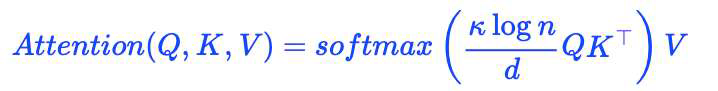 Attention(Q, K, V) = softmax ( κ log n / d QK⊤ ) V